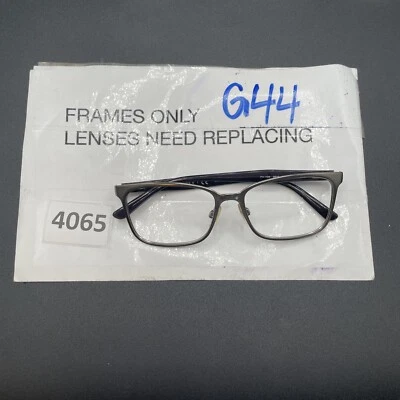 G44
FRAMES ONLY
LENSES NEED REPLACING
4065